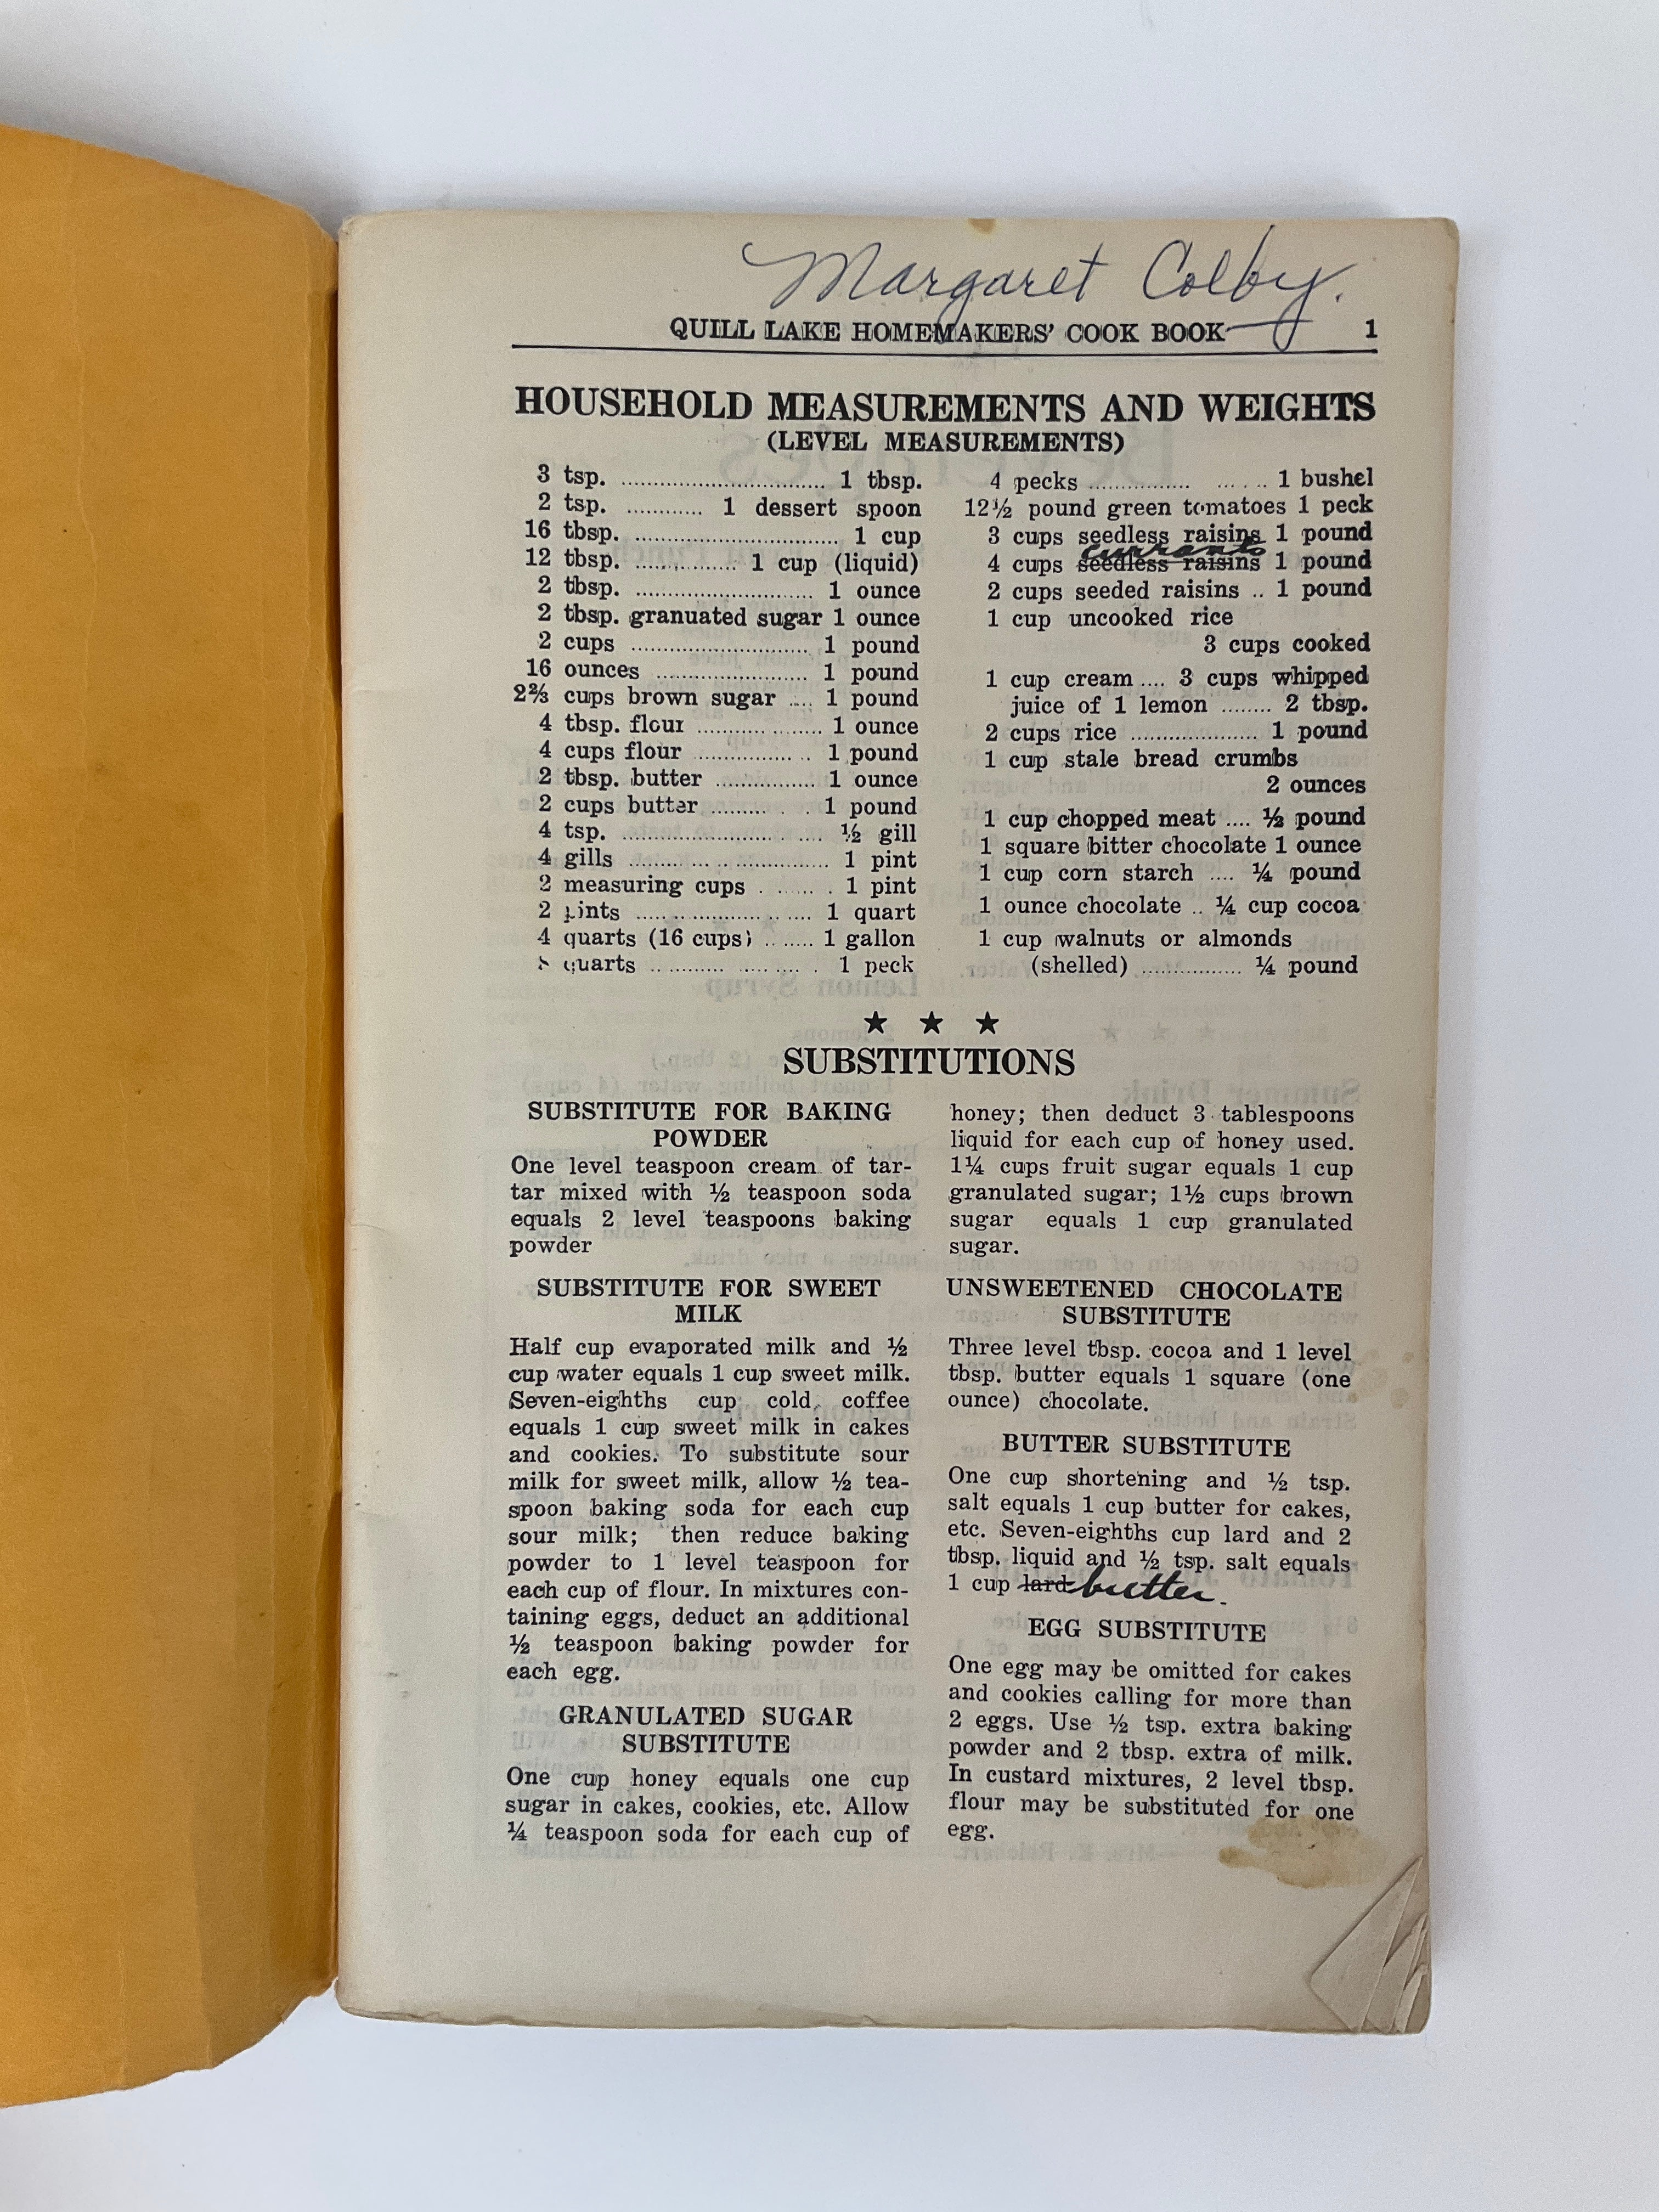 Margaret Colby.
QUILL LAKE HOMEMAKERS' COOK BOOK 1
HOUSEHOLD MEASUREMENTS AND WEIGHTS
(LEVEL MEASUREMENTS)
3 tsp. .............................. 1 tbsp.
2 tsp. ............ 1 dessert spoon
16 tbsp. ................................. 1 cup
12 tbsp. ............... 1 cup (liquid)
2 tbsp. ........................... 1 ounce
2 tbsp. granuated sugar 1 ounce
2 cups ........................... 1 pound
16 ounces ....................... 1 pound
2⅔ cups brown sugar .... 1 pound
4 tbsp. flour .................. 1 ounce
4 cups flour ................. 1 pound
2 tbsp. butter ............... 1 ounce
2 cups butter ............ 1 pound
4 tsp. .............................. ½ gill
4 gills .............................. 1 pint
2 measuring cups ......... 1 pint
2 pints .......................... 1 quart
4 quarts (16 cups) ....... 1 gallon
8 quarts ........................ 1 peck
4 pecks ..................... 1 bushel
12½ pound green tomatoes 1 peck
3 cups seedless raisins 1 pound
currants
4 cups seedless raisins 1 pound
2 cups seeded raisins .. 1 pound
1 cup uncooked rice
3 cups cooked
1 cup cream .... 3 cups whipped
juice of 1 lemon ........ 2 tbsp.
2 cups rice ..................... 1 pound
1 cup stale bread crumbs
2 ounces
1 cup chopped meat .... ½ pound
1 square bitter chocolate 1 ounce
1 cup corn starch .... ¼ pound
1 ounce chocolate .. ¼ cup cocoa
1 cup walnuts or almonds
(shelled) ................ ¼ pound
★ ★ ★
SUBSTITUTIONS
SUBSTITUTE FOR BAKING
POWDER
One level teaspoon cream of tar-
tar mixed with ½ teaspoon soda
equals 2 level teaspoons baking
powder
SUBSTITUTE FOR SWEET
MILK
Half cup evaporated milk and ½
cup water equals 1 cup sweet milk.
Seven-eighths cup cold coffee
equals 1 cup sweet milk in cakes
and cookies. To substitute sour
milk for sweet milk, allow ½ tea-
spoon baking soda for each cup
sour milk; then reduce baking
powder to 1 level teaspoon for
each cup of flour. In mixtures con-
taining eggs, deduct an additional
½ teaspoon baking powder for
each egg.
GRANULATED SUGAR
SUBSTITUTE
One cup honey equals one cup
sugar in cakes, cookies, etc. Allow
¼ teaspoon soda for each cup of
honey; then deduct 3 tablespoons
liquid for each cup of honey used.
1¼ cups fruit sugar equals 1 cup
granulated sugar; 1½ cups brown
sugar equals 1 cup granulated
sugar.
UNSWEETENED CHOCOLATE
SUBSTITUTE
Three level tbsp. cocoa and 1 level
tbsp. butter equals 1 square (one
ounce) chocolate.
BUTTER SUBSTITUTE
One cup shortening and ½ tsp.
salt equals 1 cup butter for cakes,
etc. Seven-eighths cup lard and 2
tbsp. liquid and ½ tsp. salt equals
1 cup lard butter.
EGG SUBSTITUTE
One egg may be omitted for cakes
and cookies calling for more than
2 eggs. Use ½ tsp. extra baking
powder and 2 tbsp. extra of milk.
In custard mixtures, 2 level tbsp.
flour may be substituted for one
egg.